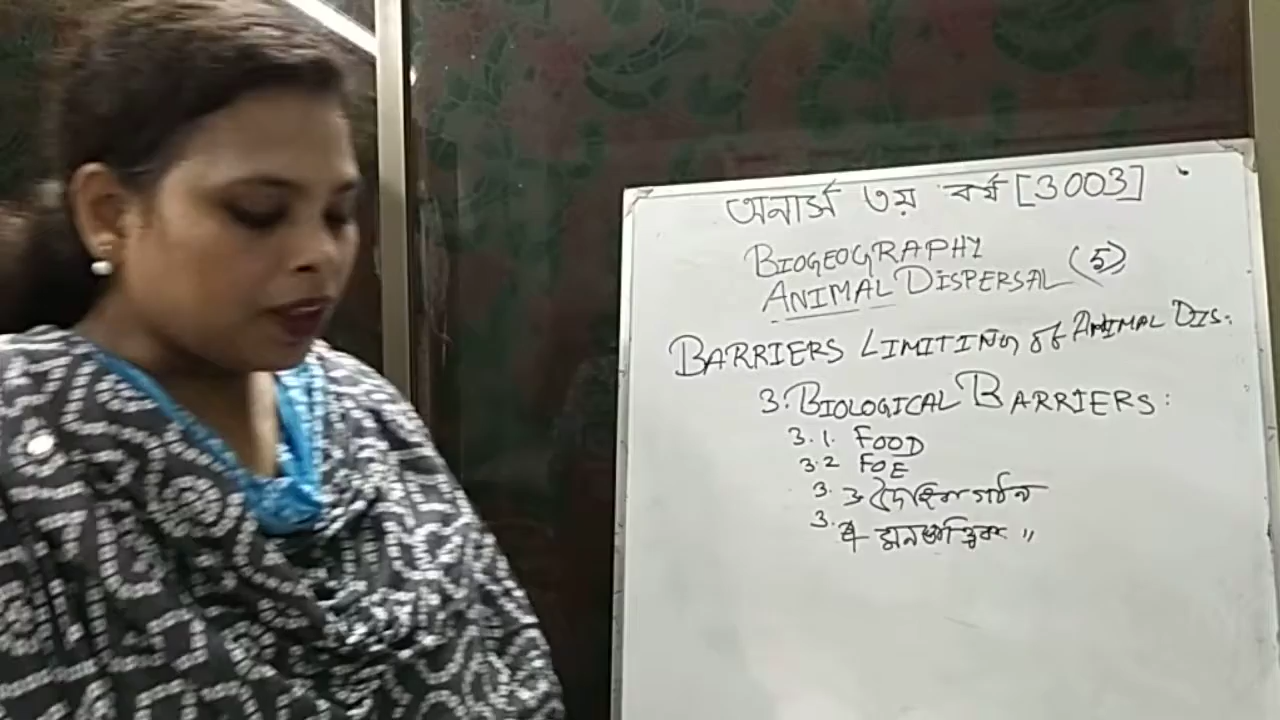 অনার্স ৩য় বর্ষ [3003]
BIOGEOGRAPHY
ANIMAL DISPERSAL (5)
BARRIERS LIMITING of ANIMAL DIS.
3. BIOLOGICAL BARRIERS:
3.1. FOOD
3.2 FOE
3.3 দৈহিক গঠন
3.4 মনস্তাত্ত্বিক "